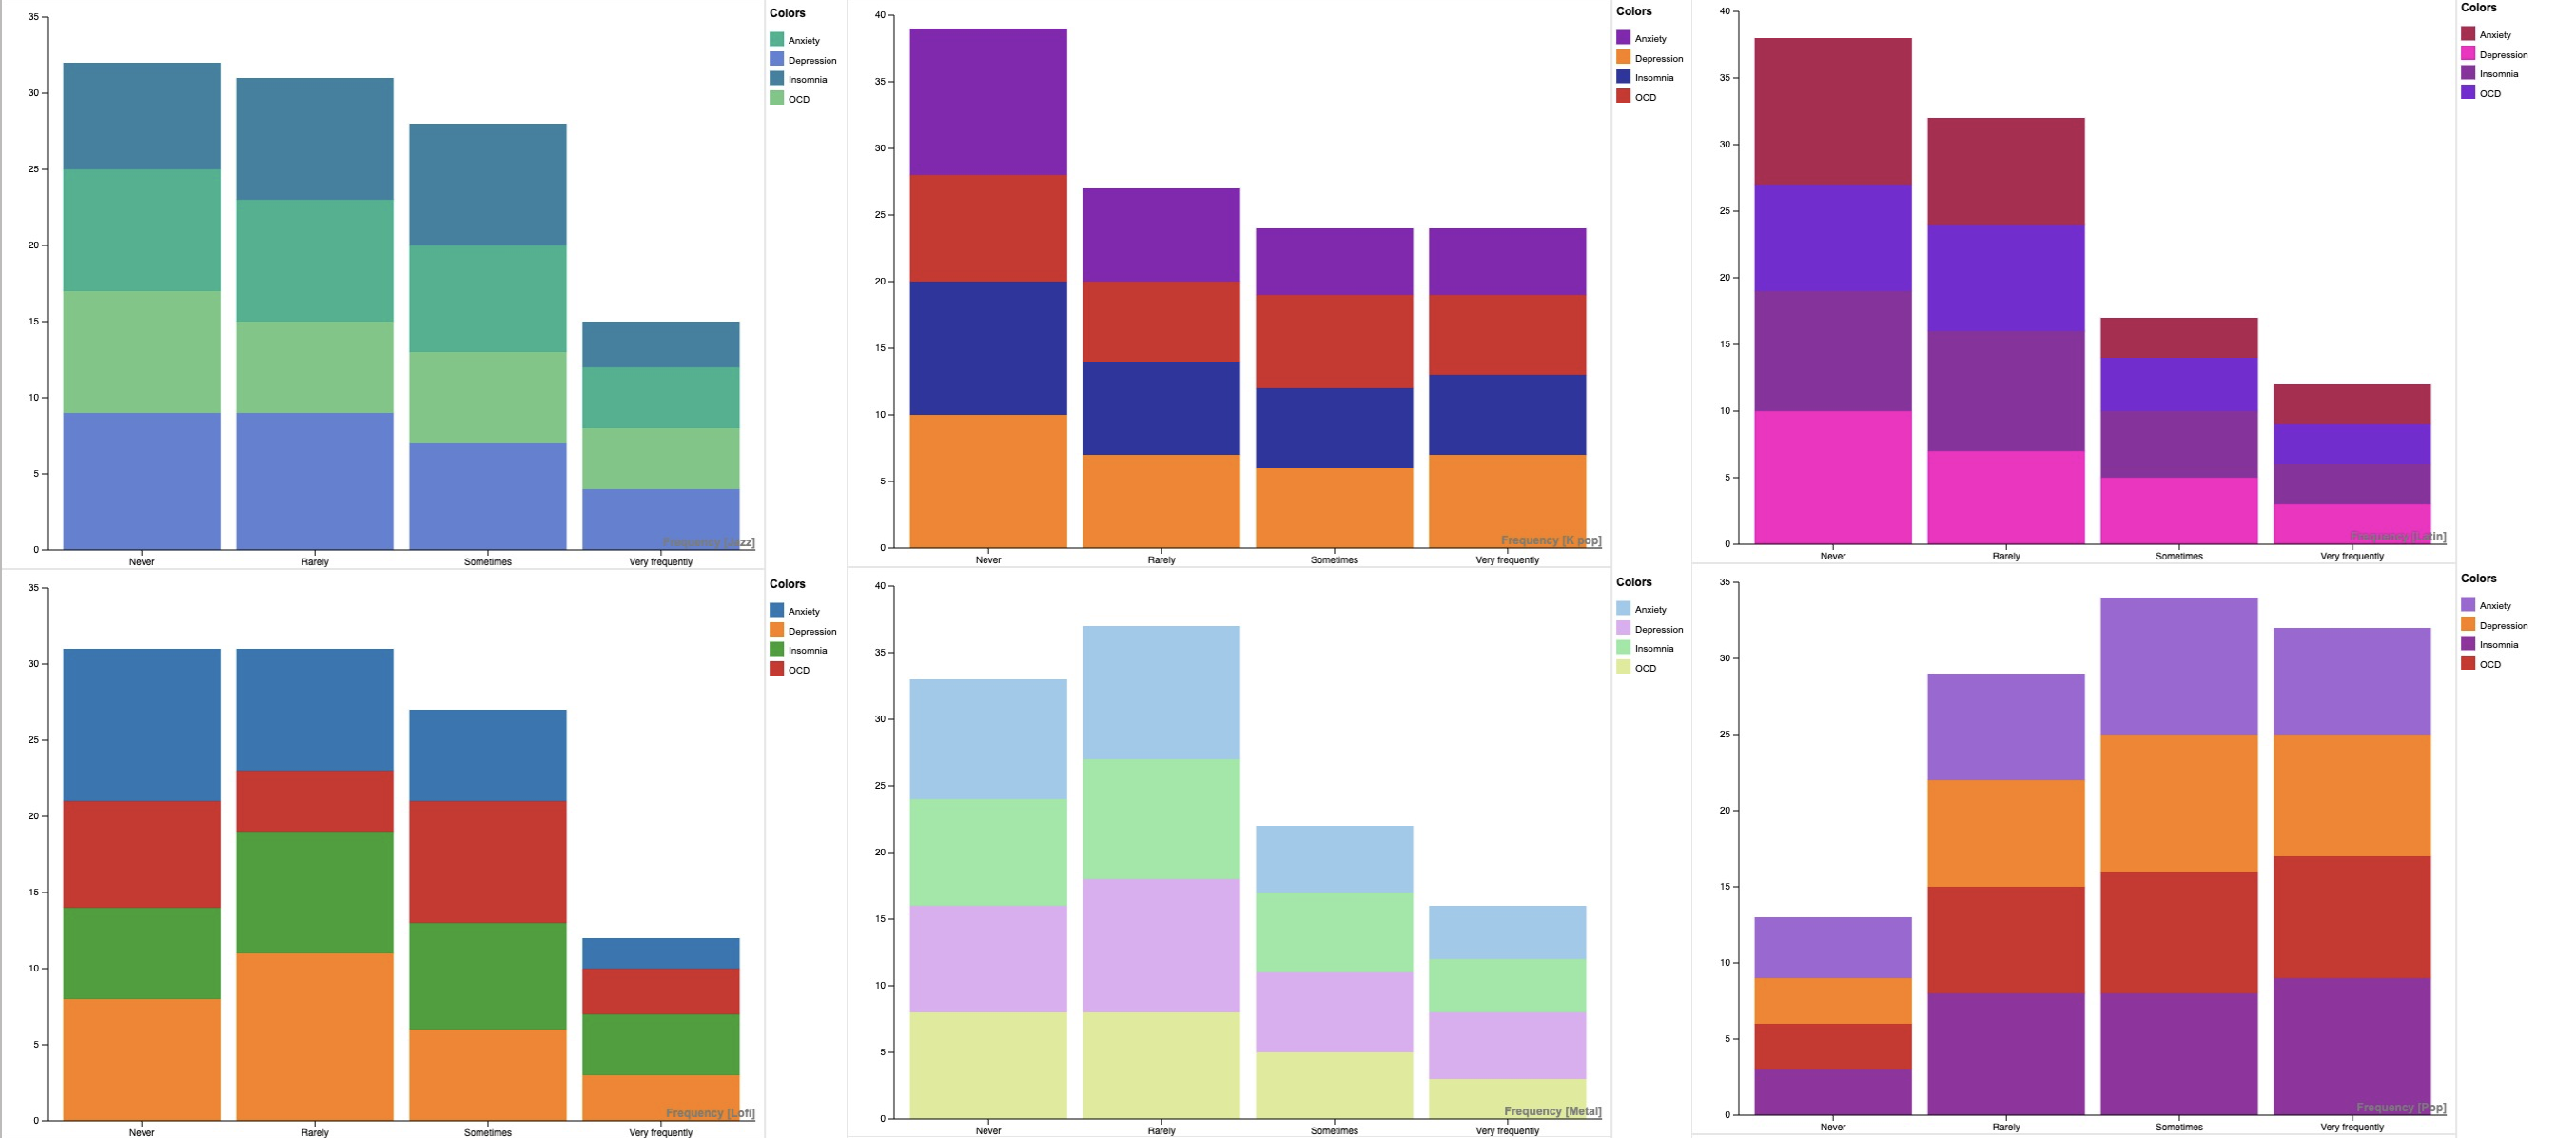 35
30
25
20
15
10
5
0
Never
Rarely
Sometimes
Very frequently
Frequency [Jazz]
Colors
Anxiety
Depression
Insomnia
OCD
40
35
30
25
20
15
10
5
0
Never
Rarely
Sometimes
Very frequently
Frequency [K pop]
Colors
Anxiety
Depression
Insomnia
OCD
40
35
30
25
20
15
10
5
0
Never
Rarely
Sometimes
Very frequently
Frequency [Latin]
Colors
Anxiety
Depression
Insomnia
OCD
35
30
25
20
15
10
5
0
Never
Rarely
Sometimes
Very frequently
Frequency [Lofi]
Colors
Anxiety
Depression
Insomnia
OCD
40
35
30
25
20
15
10
5
0
Never
Rarely
Sometimes
Very frequently
Frequency [Metal]
Colors
Anxiety
Depression
Insomnia
OCD
35
30
25
20
15
10
5
0
Never
Rarely
Sometimes
Very frequently
Frequency [Pop]
Colors
Anxiety
Depression
Insomnia
OCD